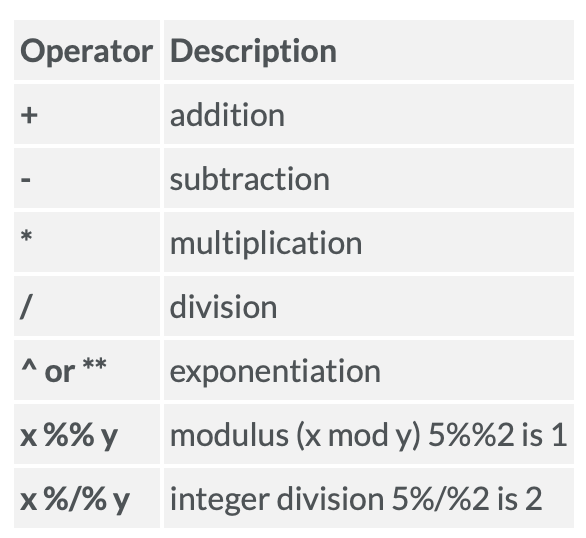 Operator Description
+ addition
- subtraction
* multiplication
/ division
^ or ** exponentiation
x %% y modulus (x mod y) 5%%2 is 1
x %/% y integer division 5%/%2 is 2